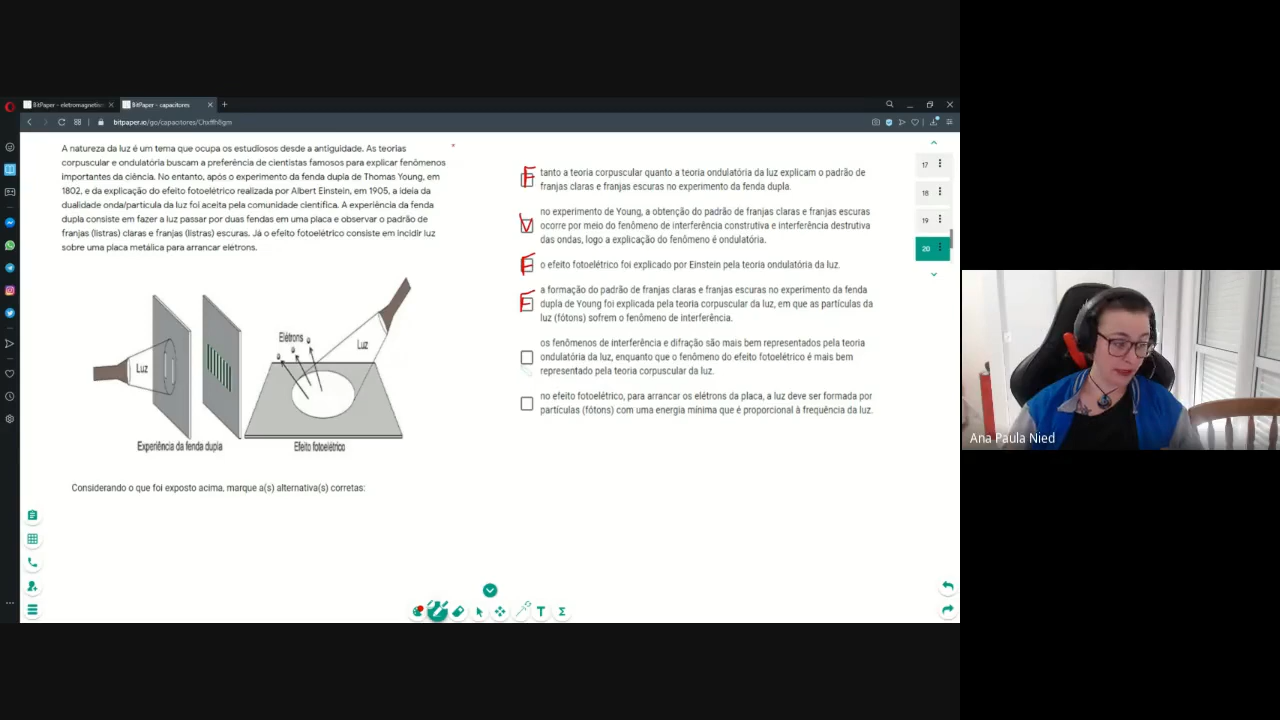 BitPaper - eletromagnetism
BitPaper - capacitores
bitpaper.io/go/capacitores/
A natureza da luz é um tema que ocupa os estudiosos desde a antiguidade. As teorias
corpuscular e ondulatória buscam a preferência de cientistas famosos para explicar fenômenos
importantes da ciência. No entanto, após o experimento da fenda dupla de Thomas Young, em
1802, e da explicação do efeito fotoelétrico realizada por Albert Einstein, em 1905, a ideia da
dualidade onda/partícula da luz foi aceita pela comunidade científica. A experiência da fenda
dupla consiste em fazer a luz passar por duas fendas em uma placa e observar o padrão de
franjas (listras) claras e franjas (listras) escuras. Já o efeito fotoelétrico consiste em incidir luz
sobre uma placa metálica para arrancar elétrons.
Luz
Experiência da fenda dupla
Elétrons
Luz
Efeito fotoelétrico
Considerando o que foi exposto acima, marque a(s) alternativa(s) corretas:
F tanto a teoria corpuscular quanto a teoria ondulatória da luz explicam o padrão de
franjas claras e franjas escuras no experimento da fenda dupla.
V no experimento de Young, a obtenção do padrão de franjas claras e franjas escuras
ocorre por meio do fenômeno de interferência construtiva e interferência destrutiva
das ondas, logo a explicação do fenômeno é ondulatória.
F o efeito fotoelétrico foi explicado por Einstein pela teoria ondulatória da luz.
F a formação do padrão de franjas claras e franjas escuras no experimento da fenda
dupla de Young foi explicada pela teoria corpuscular da luz, em que as partículas da
luz (fótons) sofrem o fenômeno de interferência.
os fenômenos de interferência e difração são mais bem representados pela teoria
ondulatória da luz, enquanto que o fenômeno do efeito fotoelétrico é mais bem
representado pela teoria corpuscular da luz.
no efeito fotoelétrico, para arrancar os elétrons da placa, a luz deve ser formada por
partículas (fótons) com uma energia mínima que é proporcional à frequência da luz.
17
18
19
20
T Σ
Ana Paula Nied